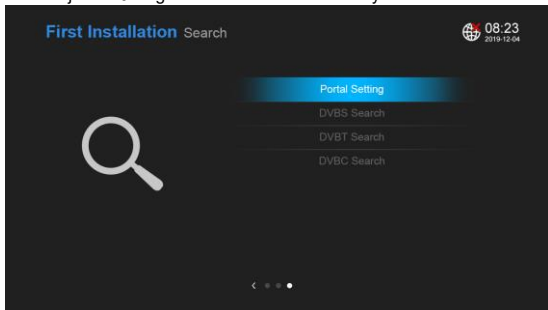 First Installation Search
08:23
2019-12-04
Portal Setting
DVBS Search
DVBT Search
DVBC Search